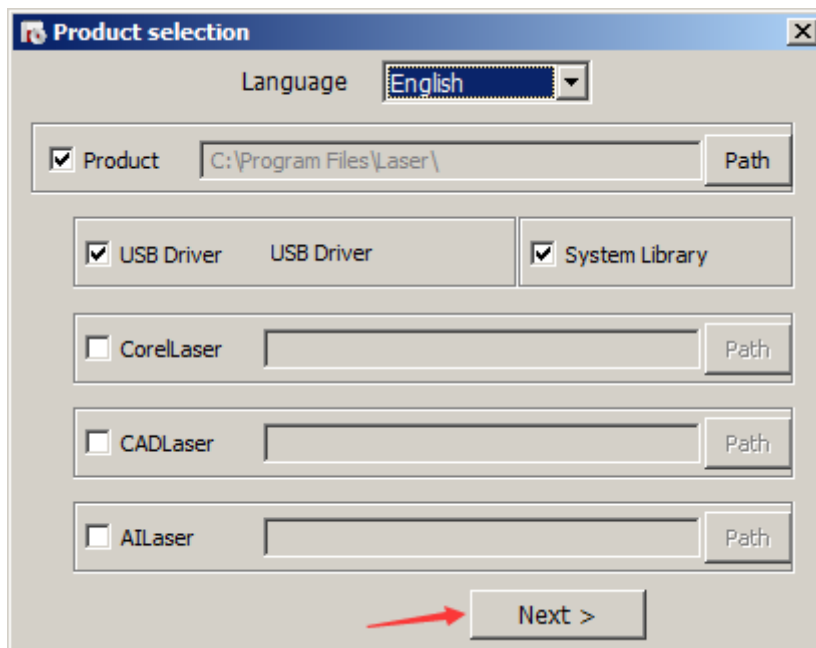 Product selection
Language English
Product C:\Program Files\Laser\ Path
USB Driver USB Driver System Library
CorelLaser Path
CADLaser Path
AILaser Path
Next >